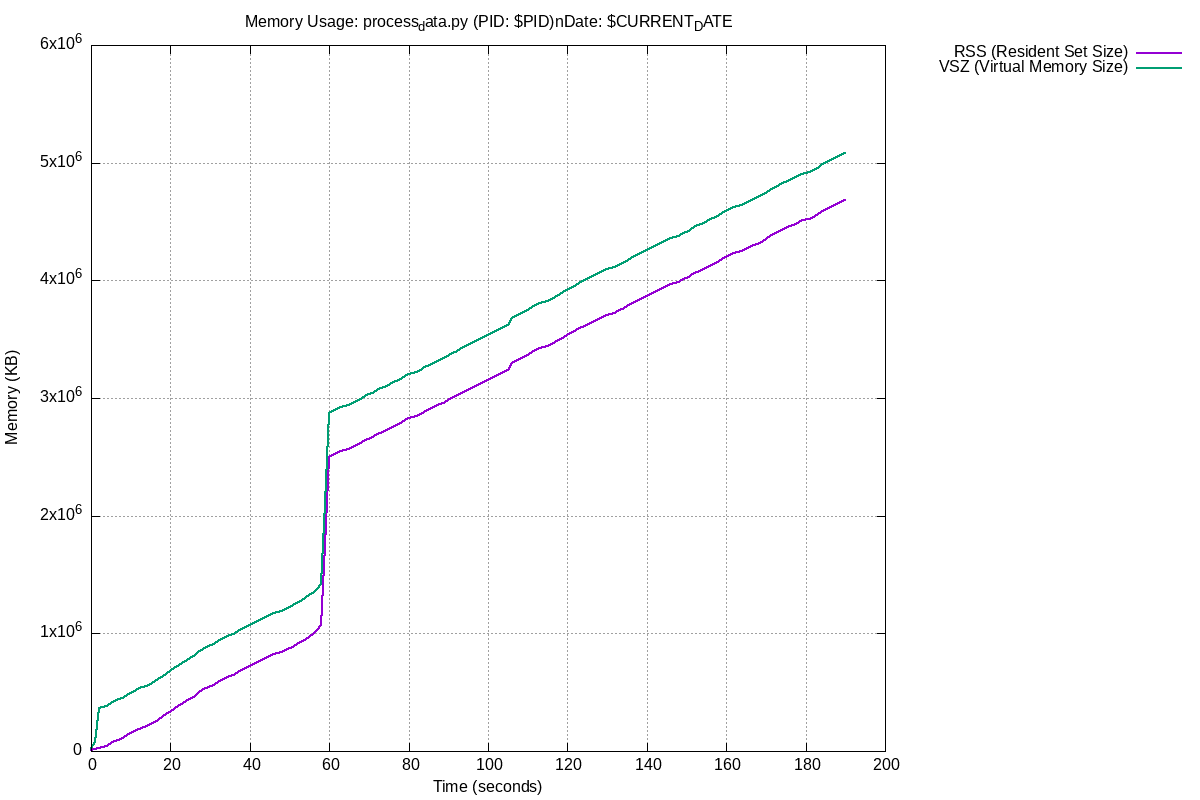 Memory Usage: process_data.py (PID: $PID)nDate: $CURRENT_DATE
RSS (Resident Set Size)
VSZ (Virtual Memory Size)
6x10^6
5x10^6
4x10^6
3x10^6
2x10^6
1x10^6
0
Memory (KB)
0 20 40 60 80 100 120 140 160 180 200
Time (seconds)